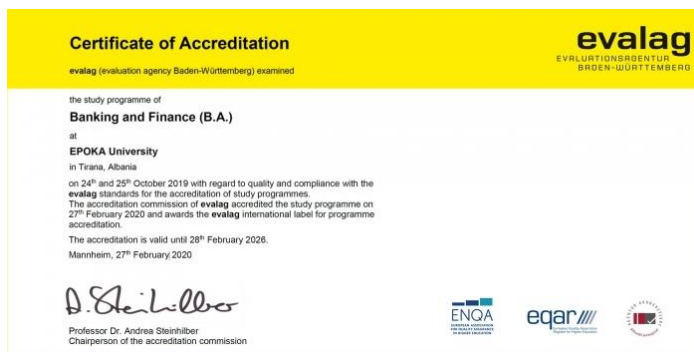 Certificate of Accreditation
evalag (evaluation agency Baden-Württemberg) examined
evalag
EVALUATIONSAGENTUR
BADEN-WÜRTTEMBERG
the study programme of
Banking and Finance (B.A.)
at
EPOKA University
in Tirana, Albania
on 24th and 25th October 2019 with regard to quality and compliance with the
evalag standards for the accreditation of study programmes.
The accreditation commission of evalag accredited the study programme on
27th February 2020 and awards the evalag international label for programme
accreditation.
The accreditation is valid until 28th February 2026.
Mannheim, 27th February 2020
A. Steinhilber
Professor Dr. Andrea Steinhilber
Chairperson of the accreditation commission
ENQA
EUROPEAN ASSOCIATION
FOR QUALITY ASSURANCE
IN HIGHER EDUCATION
eqar